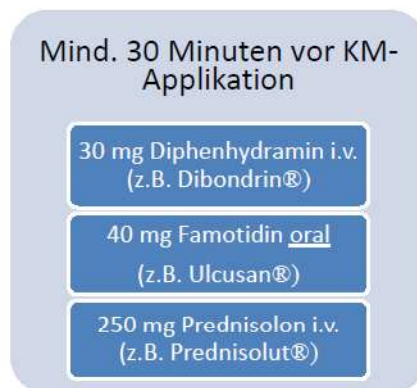 Mind. 30 Minuten vor KM-
Applikation
30 mg Diphenhydramin i.v.
(z.B. Dibondrin®)
40 mg Famotidin oral
(z.B. Ulcusan®)
250 mg Prednisolon i.v.
(z.B. Prednisolut®)